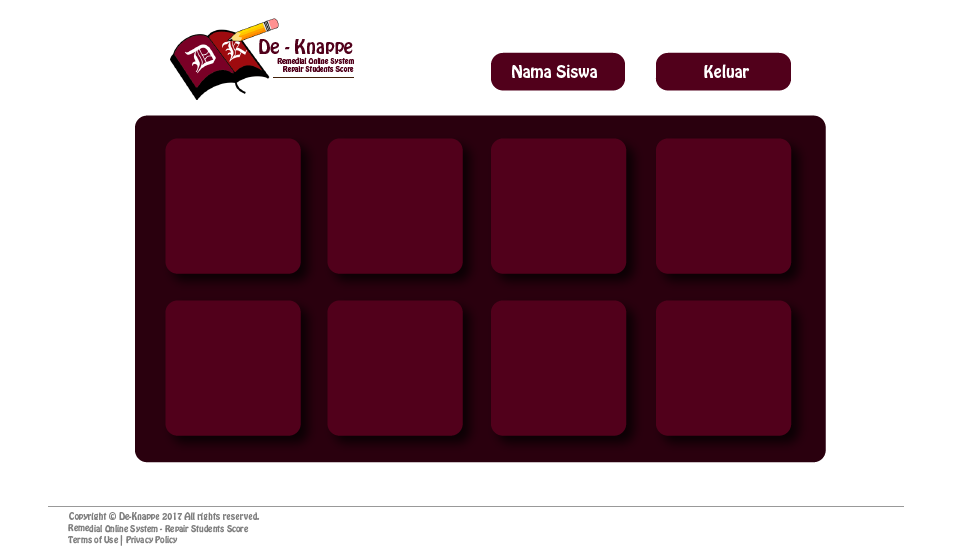 DK
De - Knappe
Remedial Online System
Repair Students Score
Nama Siswa
Keluar
Copyright © De-Knappe 2017 All rights reserved.
Remedial Online System - Repair Students Score
Terms of Use | Privacy Policy